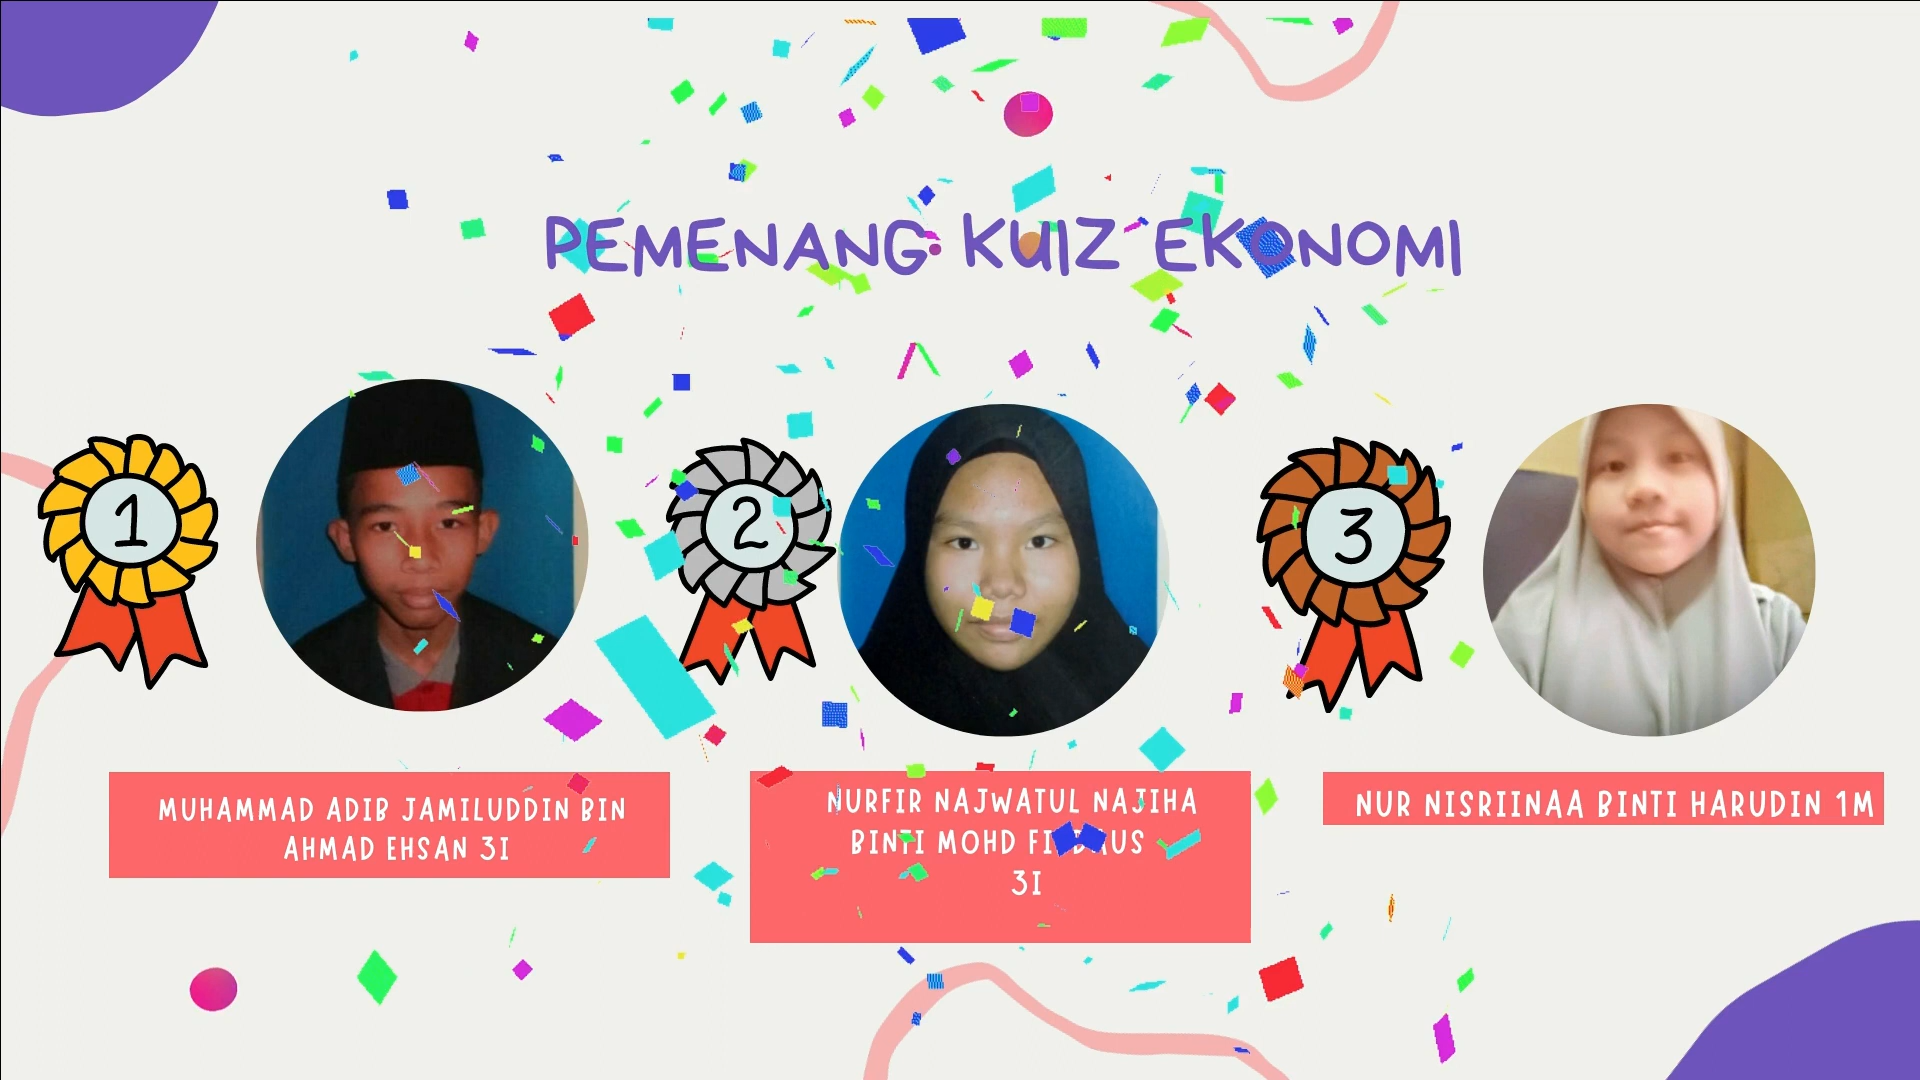 PEMENANG KUIZ EKONOMI
1
2
3
MUHAMMAD ADIB JAMILUDDIN BIN
AHMAD EHSAN 3I
NURFIR NAJWATUL NAJIHA
BINTI MOHD
3I
NUR NISRIINAA BINTI HARUDIN 1M